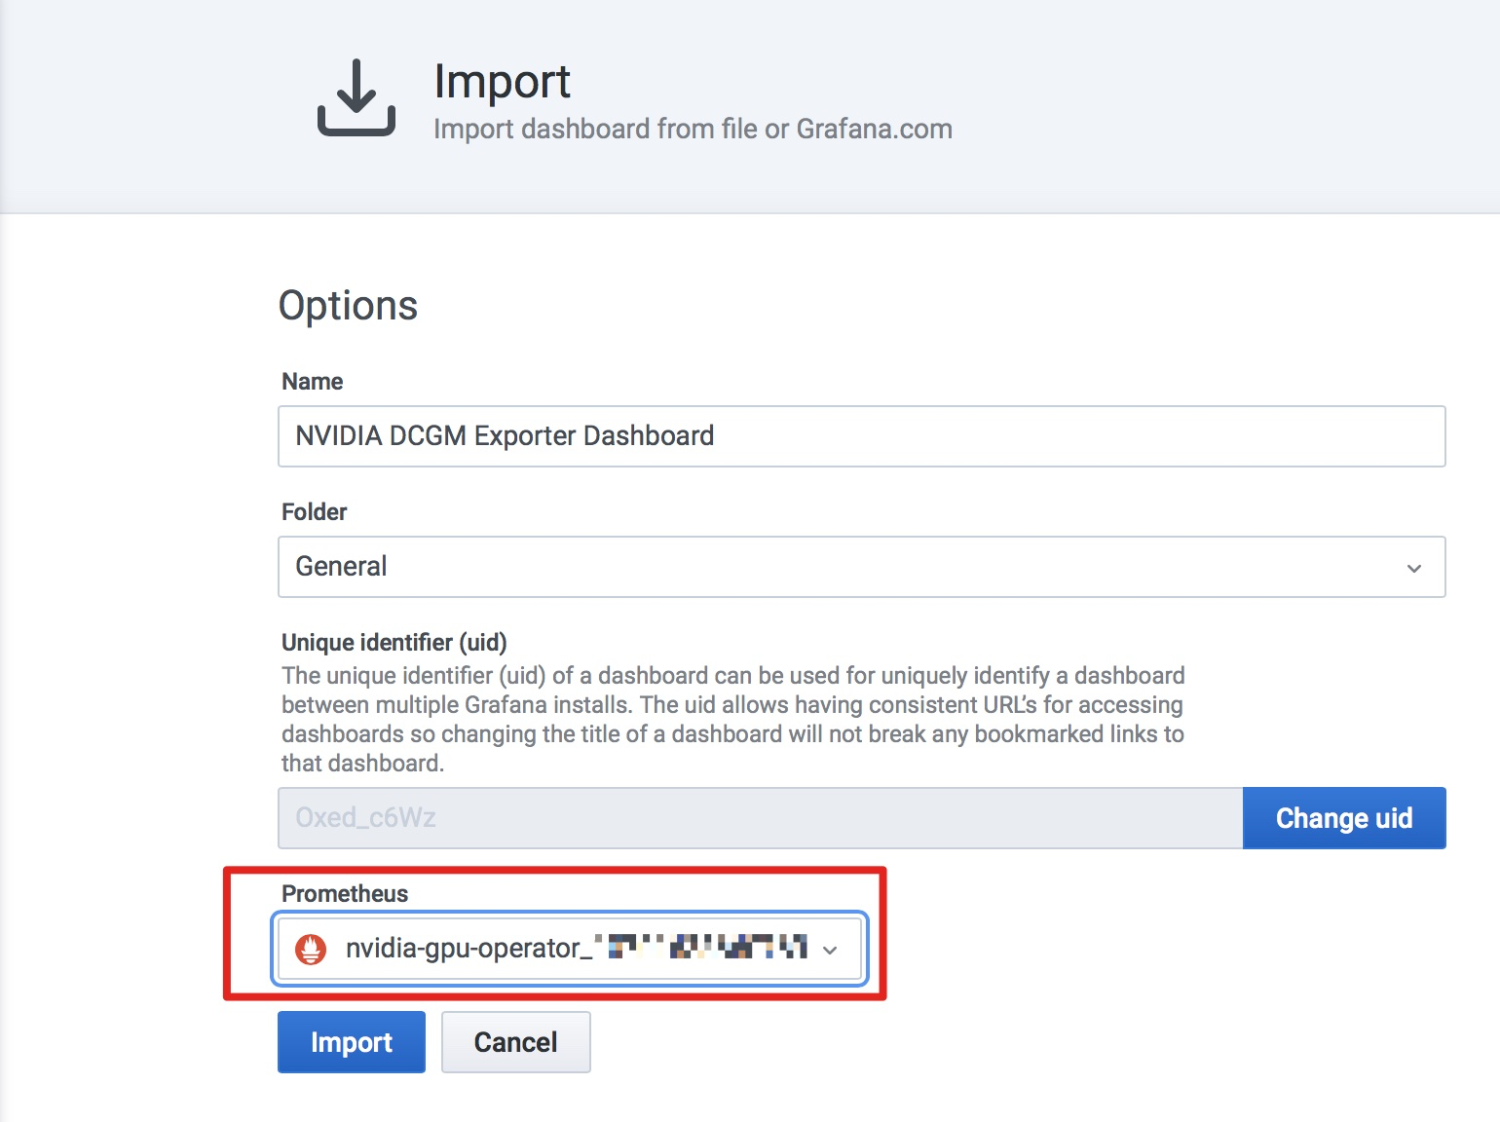 Import
Import dashboard from file or Grafana.com
Options
Name
NVIDIA DCGM Exporter Dashboard
Folder
General
Unique identifier (uid)
The unique identifier (uid) of a dashboard can be used for uniquely identify a dashboard
between multiple Grafana installs. The uid allows having consistent URL's for accessing
dashboards so changing the title of a dashboard will not break any bookmarked links to
that dashboard.
Oxed_c6Wz
Change uid
Prometheus
nvidia-gpu-operator_
Import
Cancel